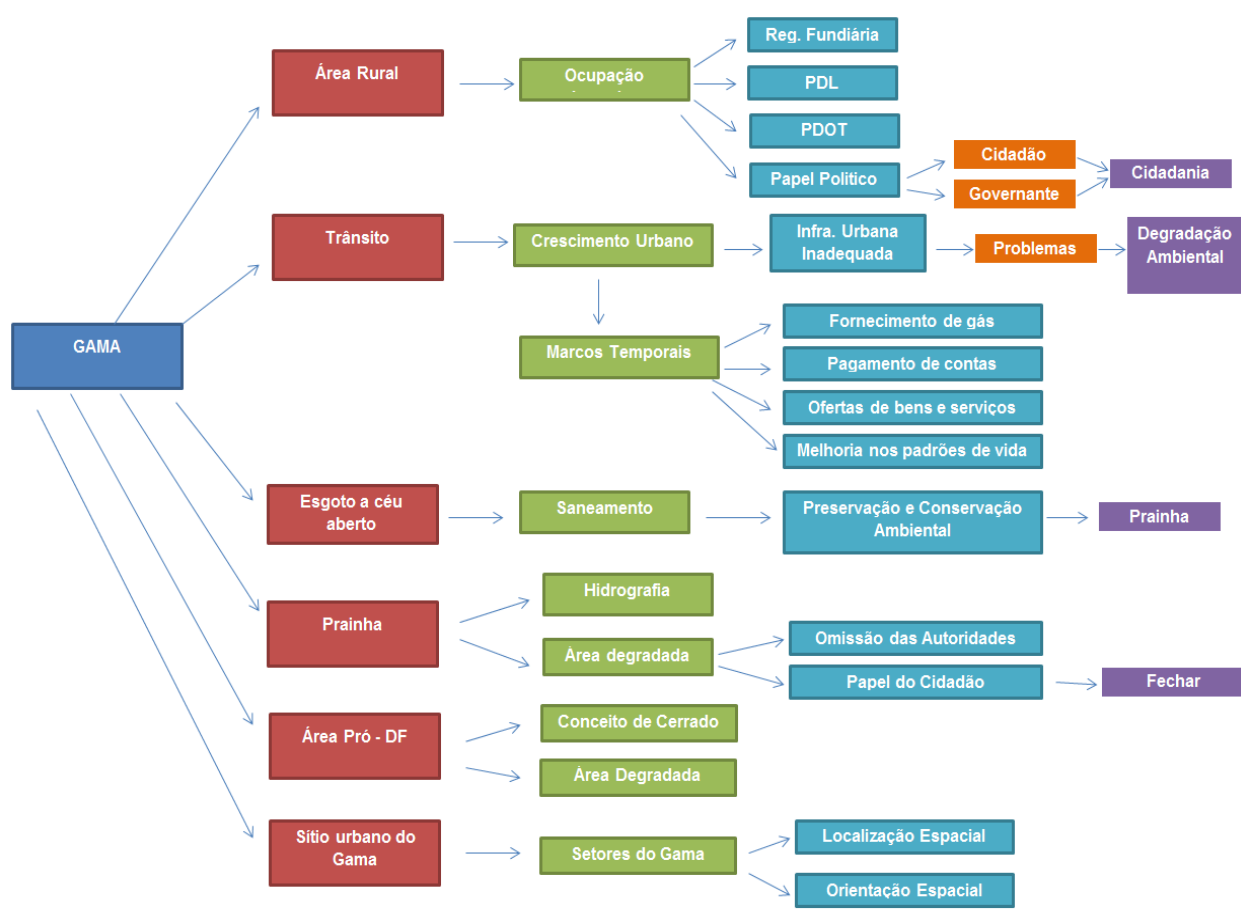 Reg. Fundiária
Área Rural
Ocupação
PDL
PDOT
Papel Politico
Cidadão
Governante
Cidadania
Trânsito
Crescimento Urbano
Infra. Urbana
Inadequada
Problemas
Degradação
Ambiental
GAMA
Marcos Temporais
Fornecimento de gás
Pagamento de contas
Ofertas de bens e serviços
Melhoria nos padrões de vida
Esgoto a céu
aberto
Saneamento
Preservação e Conservação
Ambiental
Prainha
Prainha
Hidrografia
Área degradada
Omissão das Autoridades
Papel do Cidadão
Fechar
Área Pró - DF
Conceito de Cerrado
Área Degradada
Sítio urbano do
Gama
Setores do Gama
Localização Espacial
Orientação Espacial